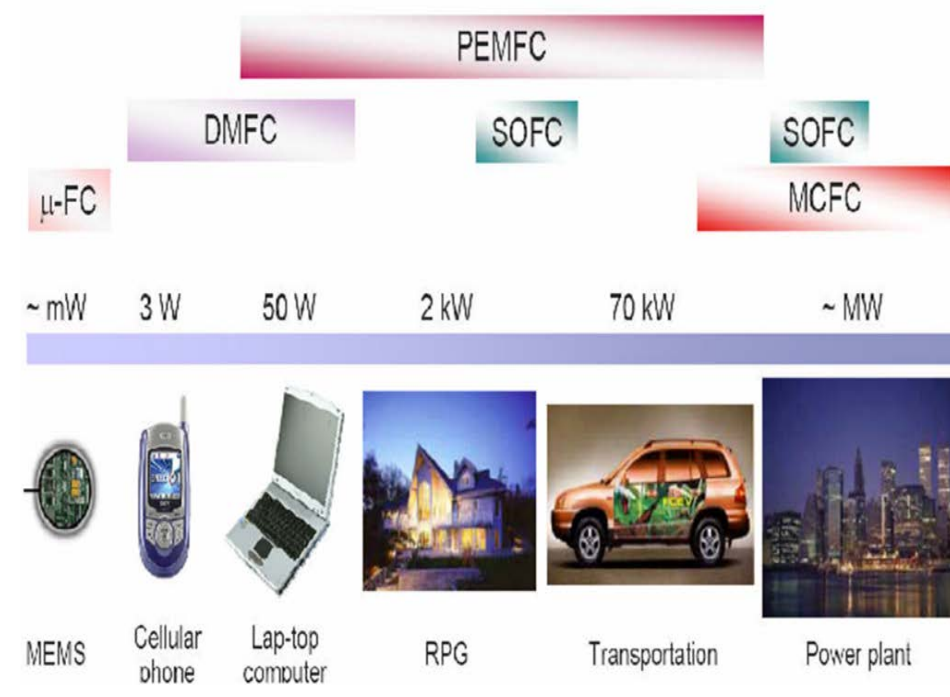 PEMFC
DMFC
SOFC
SOFC
μ-FC
MCFC
~ mW
3 W
50 W
2 kW
70 kW
~ MW
MEMS
Cellular
phone
Lap-top
computer
RPG
Transportation
Power plant